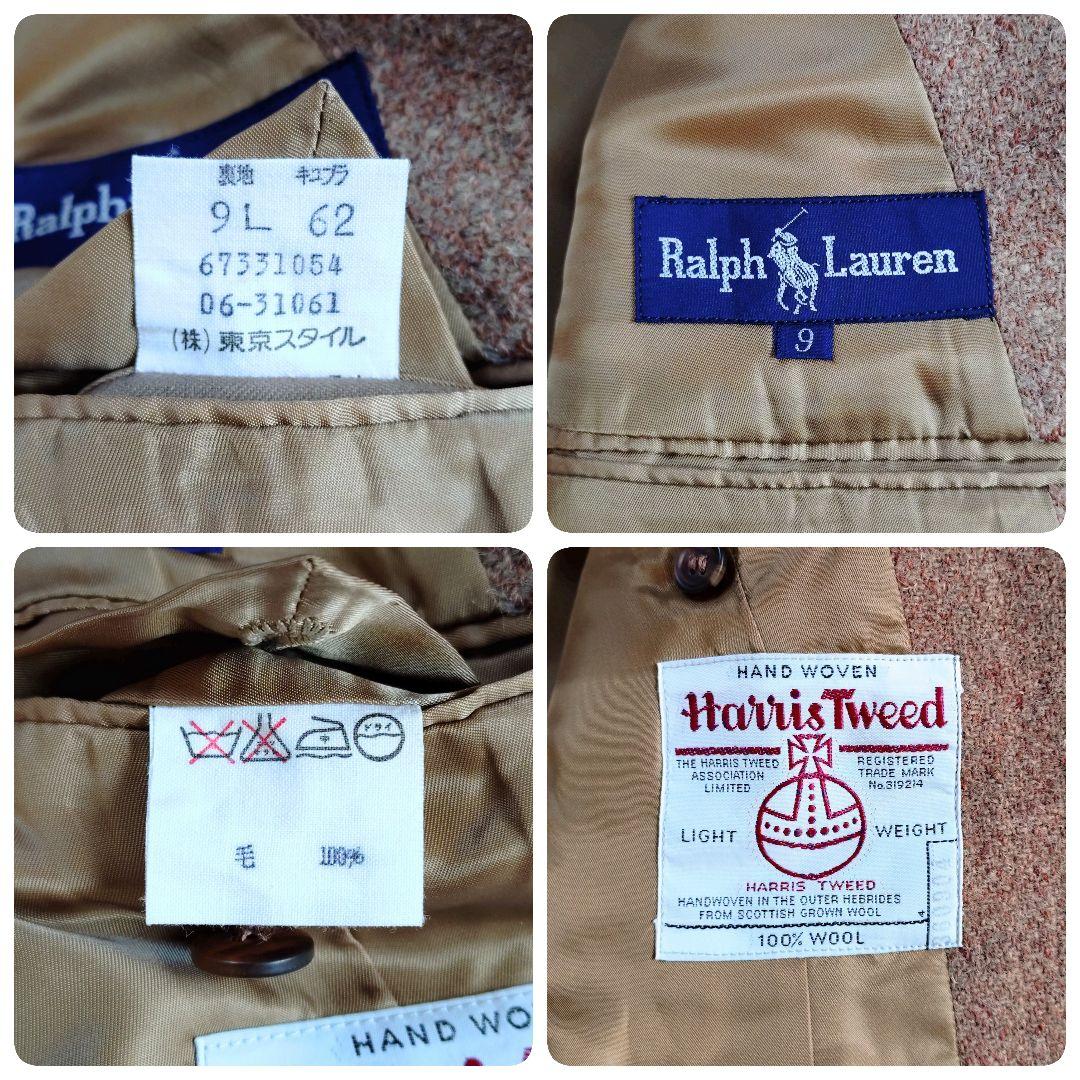 Ralph
裏地 キュプラ
9L 62
67331054
06-31061
(株) 東京スタイル
Ralph Lauren
9
ドライ
毛 100%
HAND WO
HAND WOVEN
Harris Tweed
THE HARRIS TWEED
ASSOCIATION
LIMITED
REGISTERED
TRADE MARK
No.319214
LIGHT WEIGHT
HARRIS TWEED
HANDWOVEN IN THE OUTER HEBRIDES
FROM SCOTTISH GROWN WOOL
100% WOOL